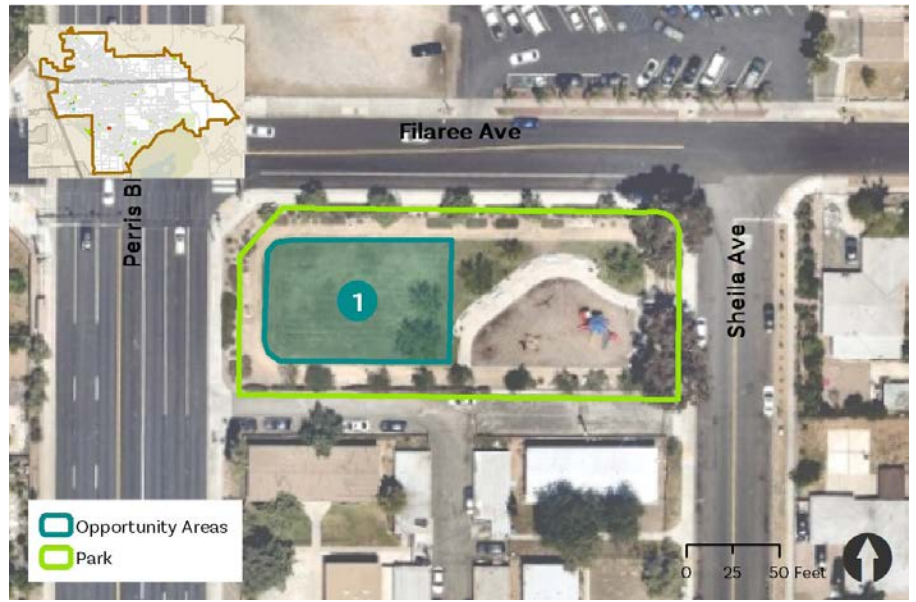 Filaree Ave
Perris Bl
1
Sheila Ave
Opportunity Areas
Park
0 25 50 Feet